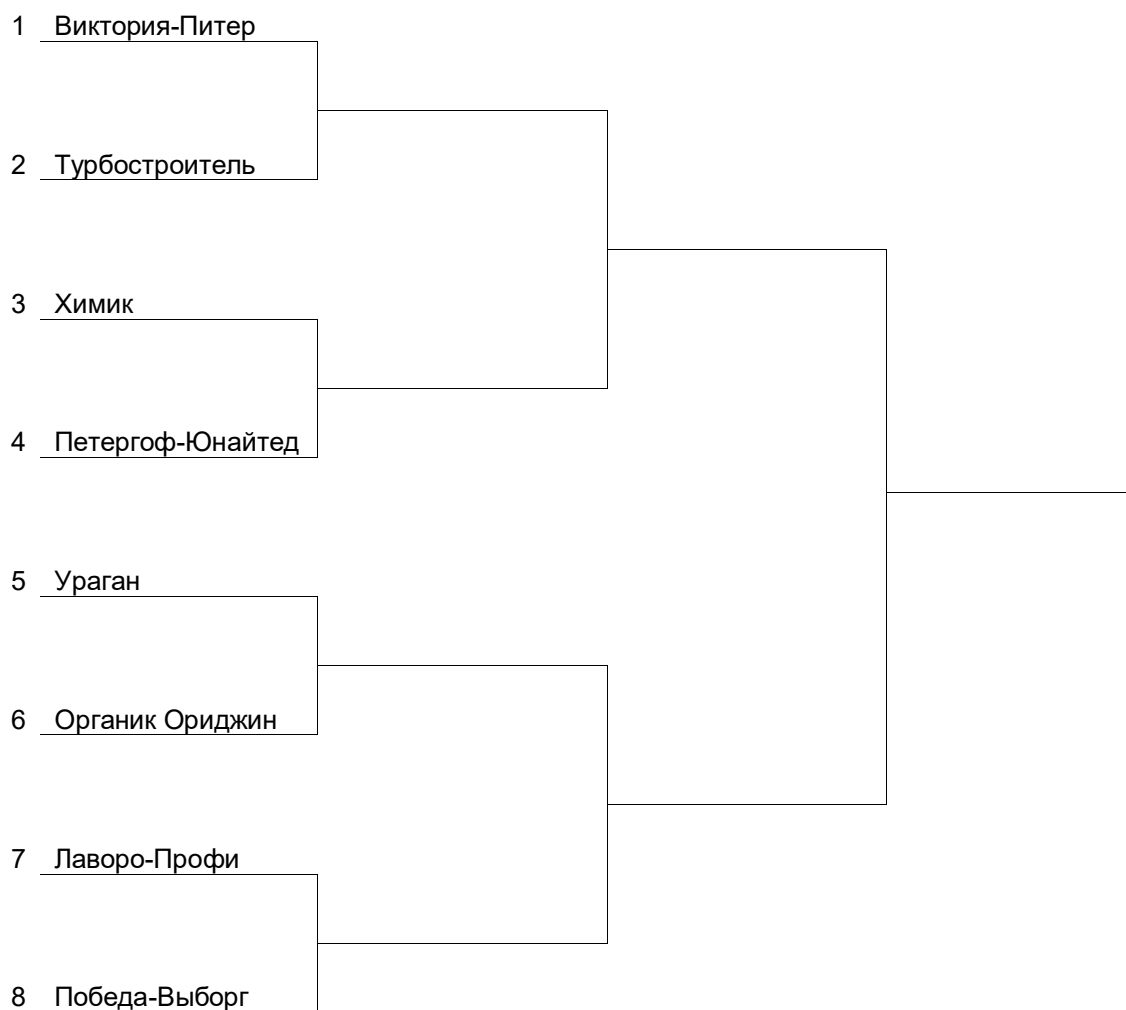 1 Виктория-Питер
2 Турбостроитель
3 Химик
4 Петергоф-Юнайтед
5 Ураган
6 Органик Ориджин
7 Лаворо-Профи
8 Победа-Выборг